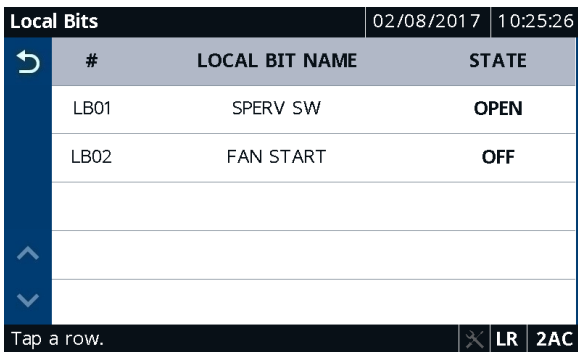 Local Bits 02/08/2017 10:25:26
# LOCAL BIT NAME STATE
LB01 SPERV SW OPEN
LB02 FAN START OFF
Tap a row. LR 2AC